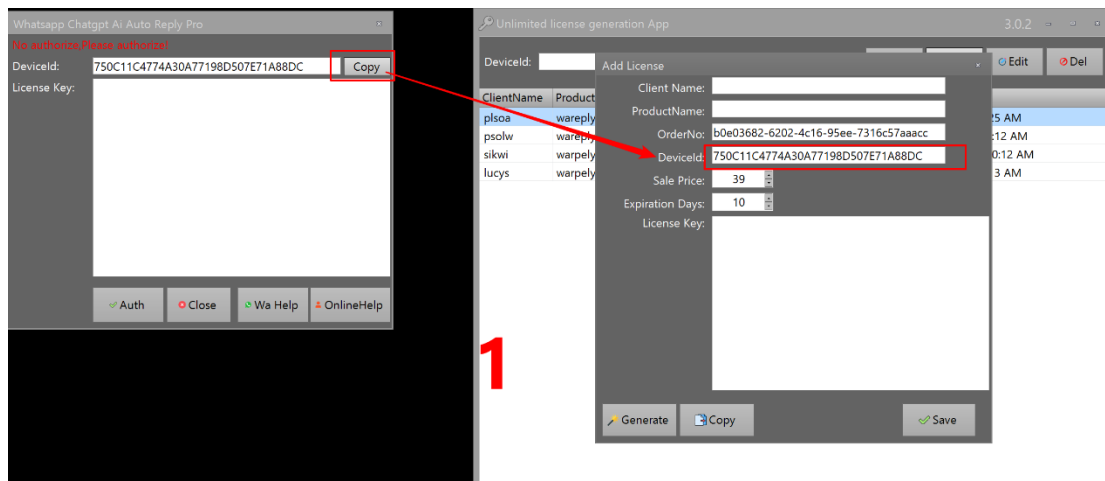 Whatsapp Chatgpt Ai Auto Reply Pro
No authorize,Please authorize!
DeviceId: 750C11C4774A30A77198D507E71A88DC Copy
License Key:
Auth Close Wa Help OnlineHelp
Unlimited license generation App 3.0.2
DeviceId: Edit Del
ClientName Product
plsoa wareply 25 AM
psolw wareply :12 AM
sikwi warpely 0:12 AM
lucys warpely 3 AM
1
Add License
Client Name:
ProductName:
OrderNo: b0e03682-6202-4c16-95ee-7316c57aaacc
DeviceId: 750C11C4774A30A77198D507E71A88DC
Sale Price: 39
Expiration Days: 10
License Key:
Generate Copy Save